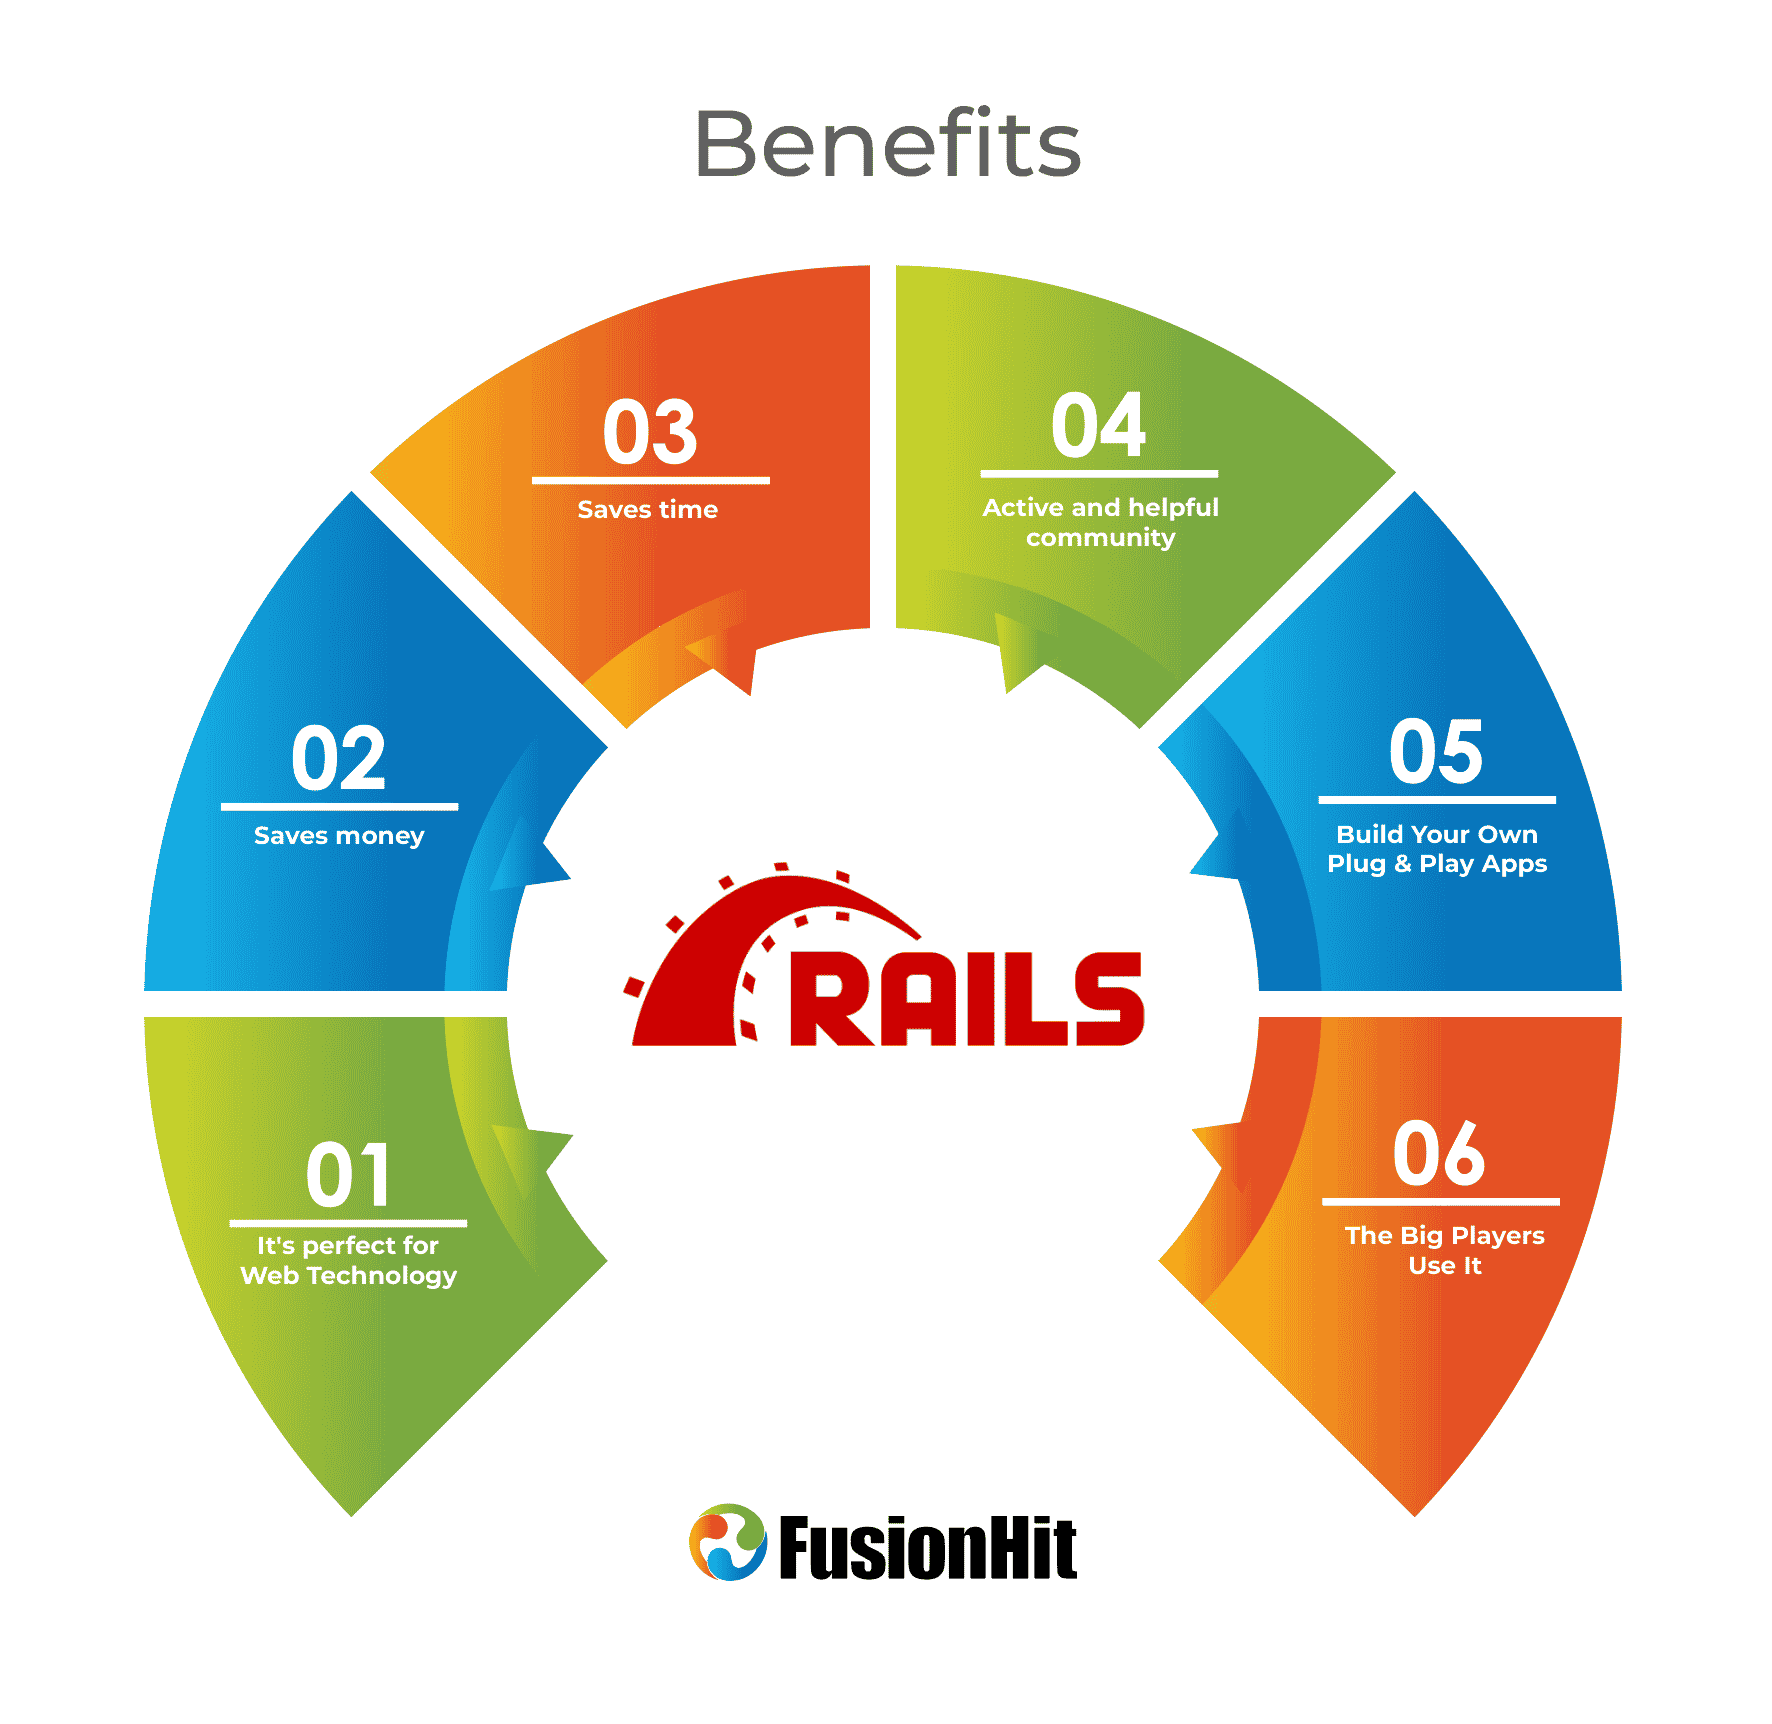 Benefits
01
It's perfect for
Web Technology
02
Saves money
03
Saves time
04
Active and helpful
community
05
Build Your Own
Plug & Play Apps
06
The Big Players
Use It
RAILS
FusionHit